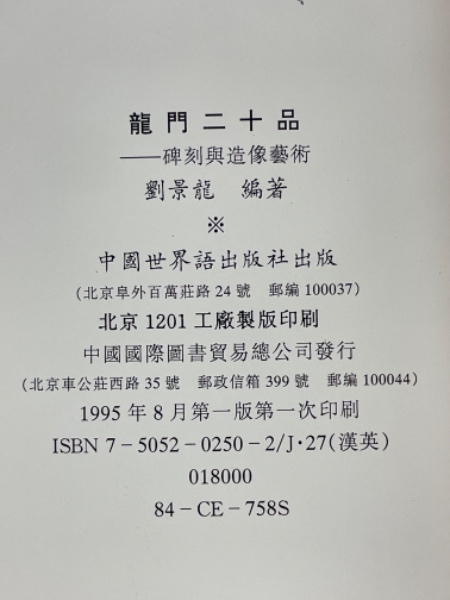 龍門二十品
——碑刻與造像藝術
劉景龍　編著
※
中國世界語出版社出版
(北京阜外百萬莊路24號　郵編100037)
北京1201工廠製版印刷
中國國際圖書貿易總公司發行
(北京車公莊西路35號　郵政信箱399號　郵編100044)
1995年8月第一版第一次印刷
ISBN 7-5052-0250-2/J·27(漢英)
018000
84-CE-758S